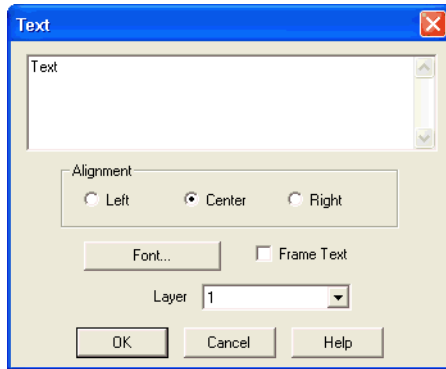 Text
Text
Alignment
Left Center Right
Font... Frame Text
Layer 1
OK Cancel Help